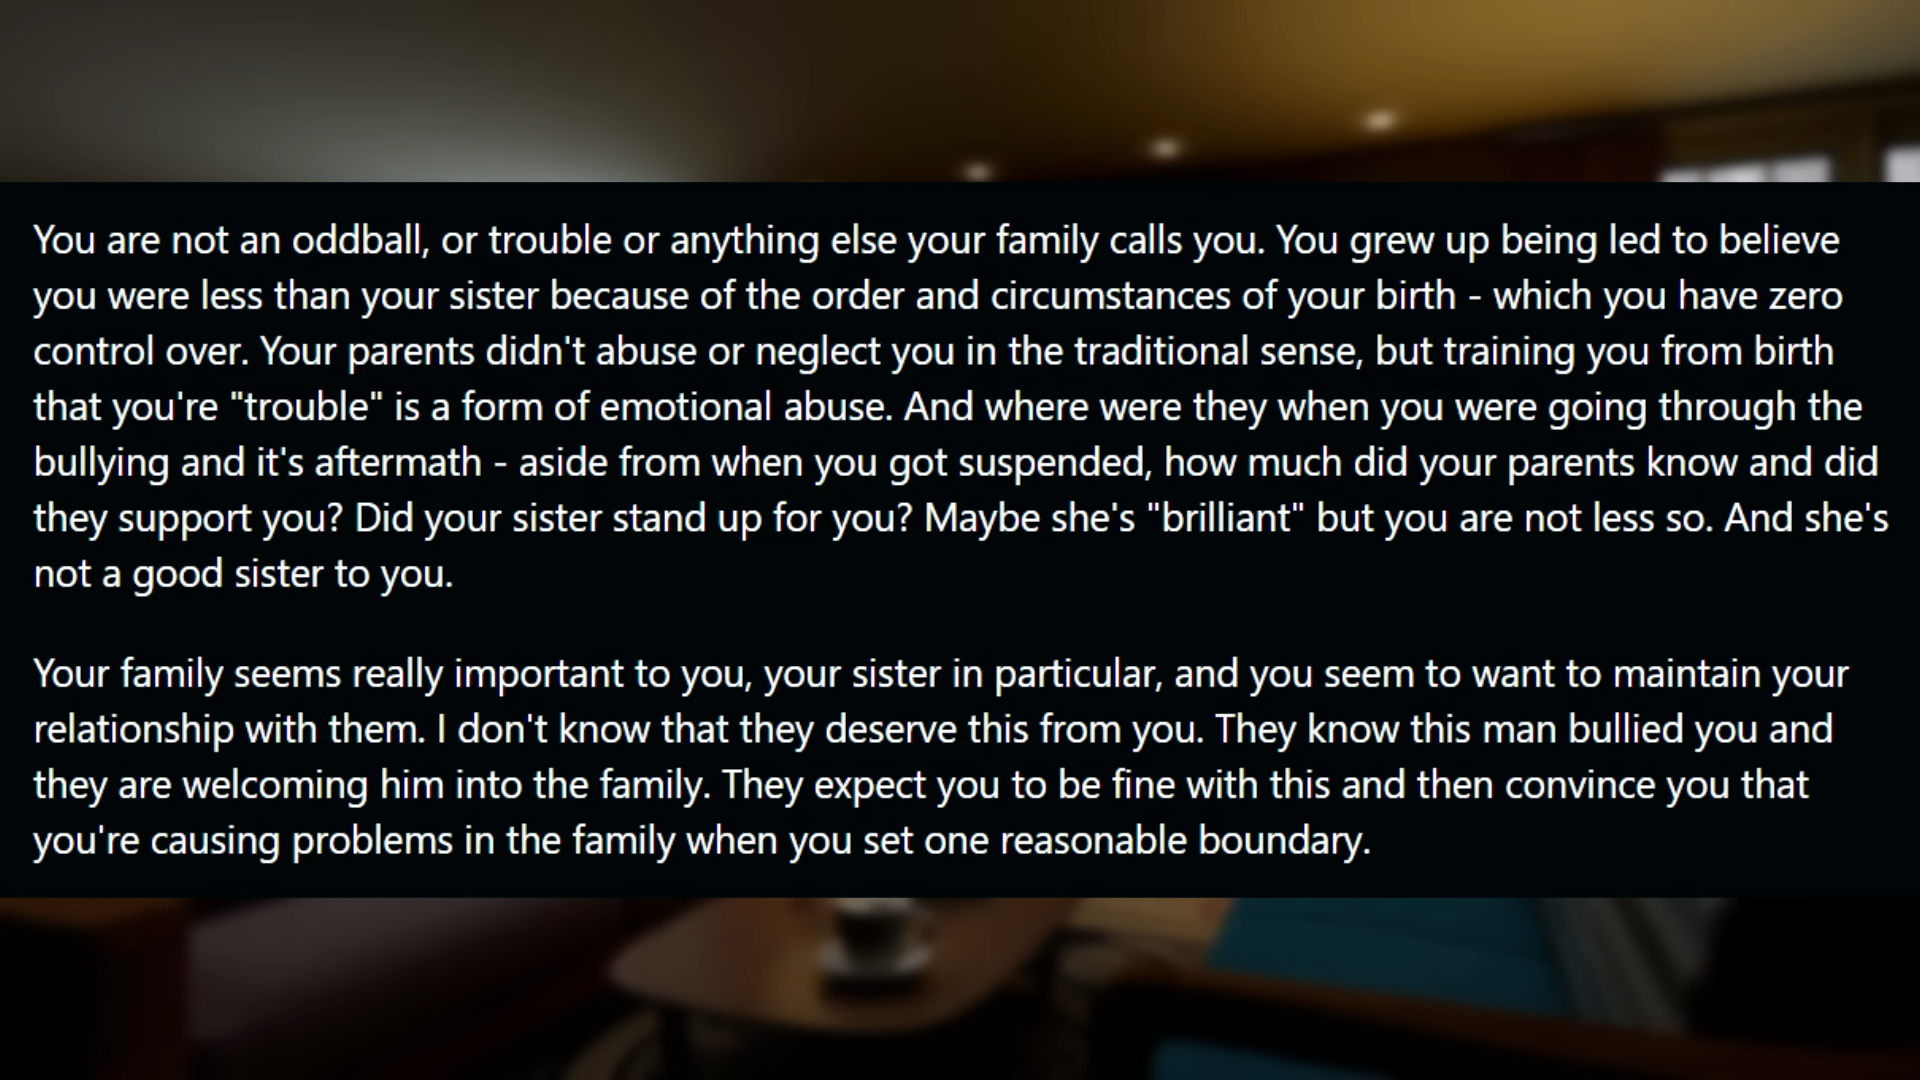 You are not an oddball, or trouble or anything else your family calls you. You grew up being led to believe
you were less than your sister because of the order and circumstances of your birth - which you have zero
control over. Your parents didn't abuse or neglect you in the traditional sense, but training you from birth
that you're "trouble" is a form of emotional abuse. And where were they when you were going through the
bullying and it's aftermath - aside from when you got suspended, how much did your parents know and did
they support you? Did your sister stand up for you? Maybe she's "brilliant" but you are not less so. And she's
not a good sister to you.
Your family seems really important to you, your sister in particular, and you seem to want to maintain your
relationship with them. I don't know that they deserve this from you. They know this man bullied you and
they are welcoming him into the family. They expect you to be fine with this and then convince you that
you're causing problems in the family when you set one reasonable boundary.